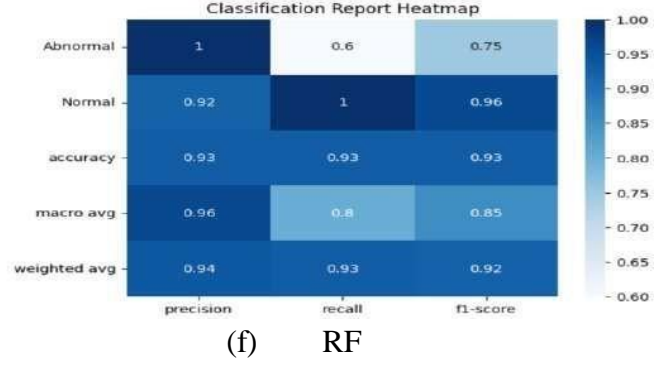 Classification Report Heatmap
Abnormal 1 0.6 0.75
Normal 0.92 1 0.96
accuracy 0.93 0.93 0.93
macro avg 0.96 0.8 0.85
weighted avg 0.94 0.93 0.92
precision recall f1-score
1.00
0.95
0.90
0.85
0.80
0.75
0.70
0.65
0.60
(f) RF